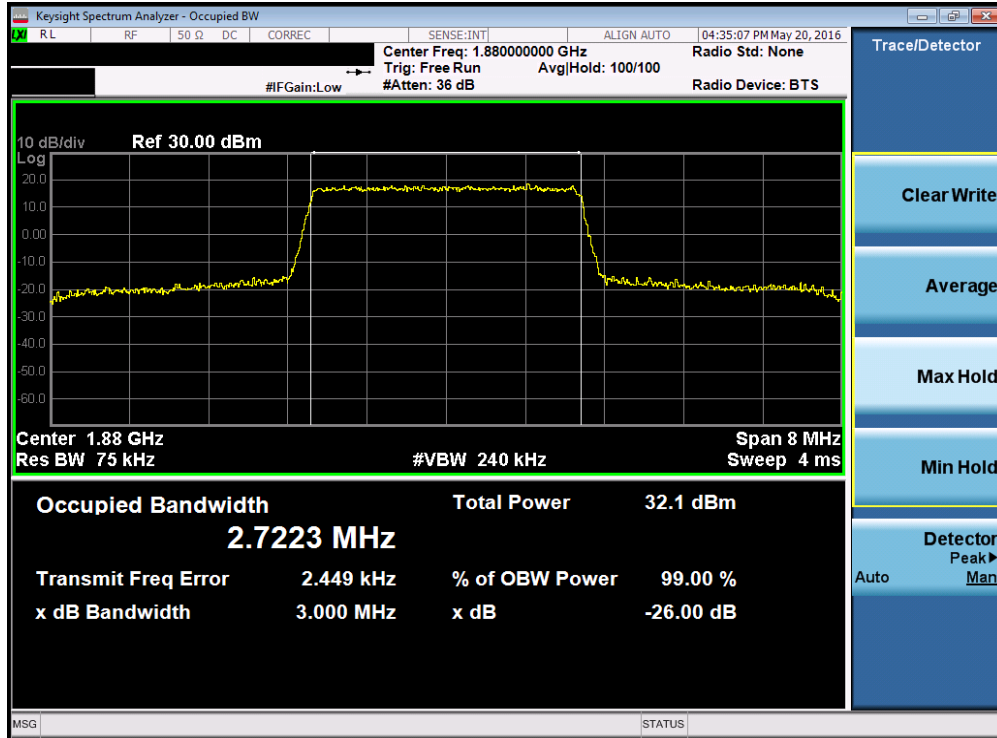 Keysight Spectrum Analyzer - Occupied BW
LXI RL RF 50 Ω DC CORREC SENSE:INT ALIGN AUTO 04:35:07 PM May 20, 2016
Center Freq: 1.880000000 GHz Radio Std: None
Trig: Free Run Avg|Hold: 100/100
#IFGain:Low #Atten: 36 dB Radio Device: BTS
10 dB/div Ref 30.00 dBm
Log
20.0
10.0
0.00
-10.0
-20.0
-30.0
-40.0
-50.0
-60.0
Center 1.88 GHz Span 8 MHz
Res BW 75 kHz #VBW 240 kHz Sweep 4 ms
Occupied Bandwidth Total Power 32.1 dBm
2.7223 MHz
Transmit Freq Error 2.449 kHz % of OBW Power 99.00 %
x dB Bandwidth 3.000 MHz x dB -26.00 dB
MSG STATUS
Trace/Detector
Clear Write
Average
Max Hold
Min Hold
Detector
Peak▶
Auto Man